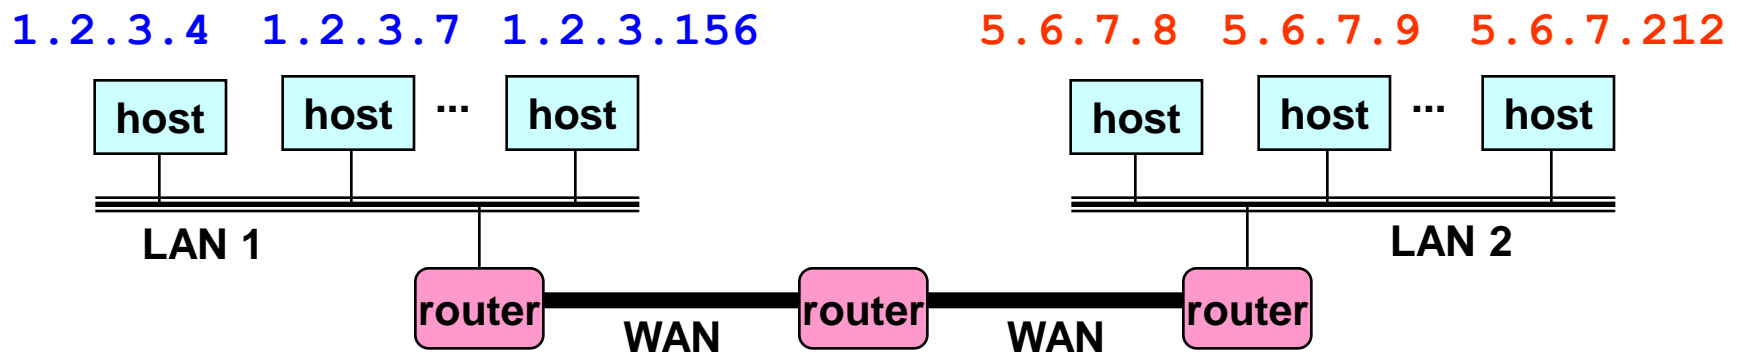 1.2.3.4 1.2.3.7 1.2.3.156 5.6.7.8 5.6.7.9 5.6.7.212
host host ... host host host ... host
LAN 1 LAN 2
router router router
WAN WAN